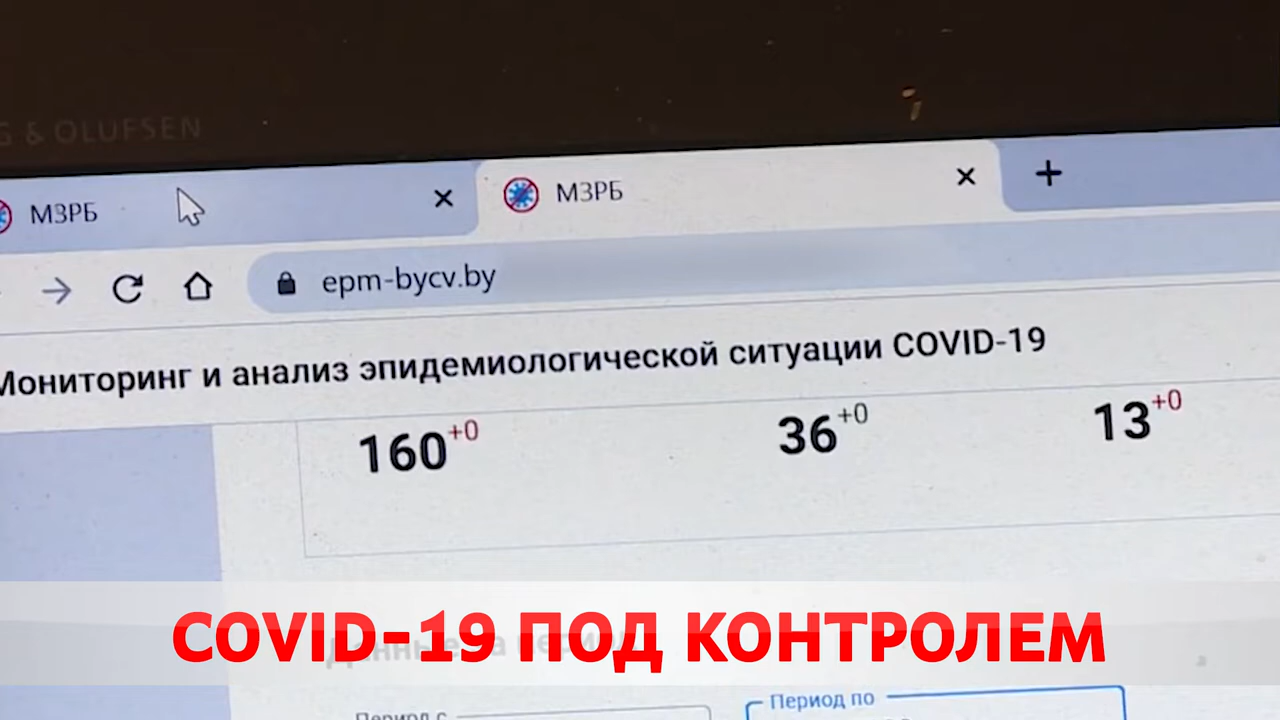 G & OLUFSEN
МЗРБ
МЗРБ
epm-bycv.by
Мониторинг и анализ эпидемиологической ситуации COVID-19
160 +0 36 +0 13 +0
COVID-19 ПОД КОНТРОЛЕМ
Период с
Период по